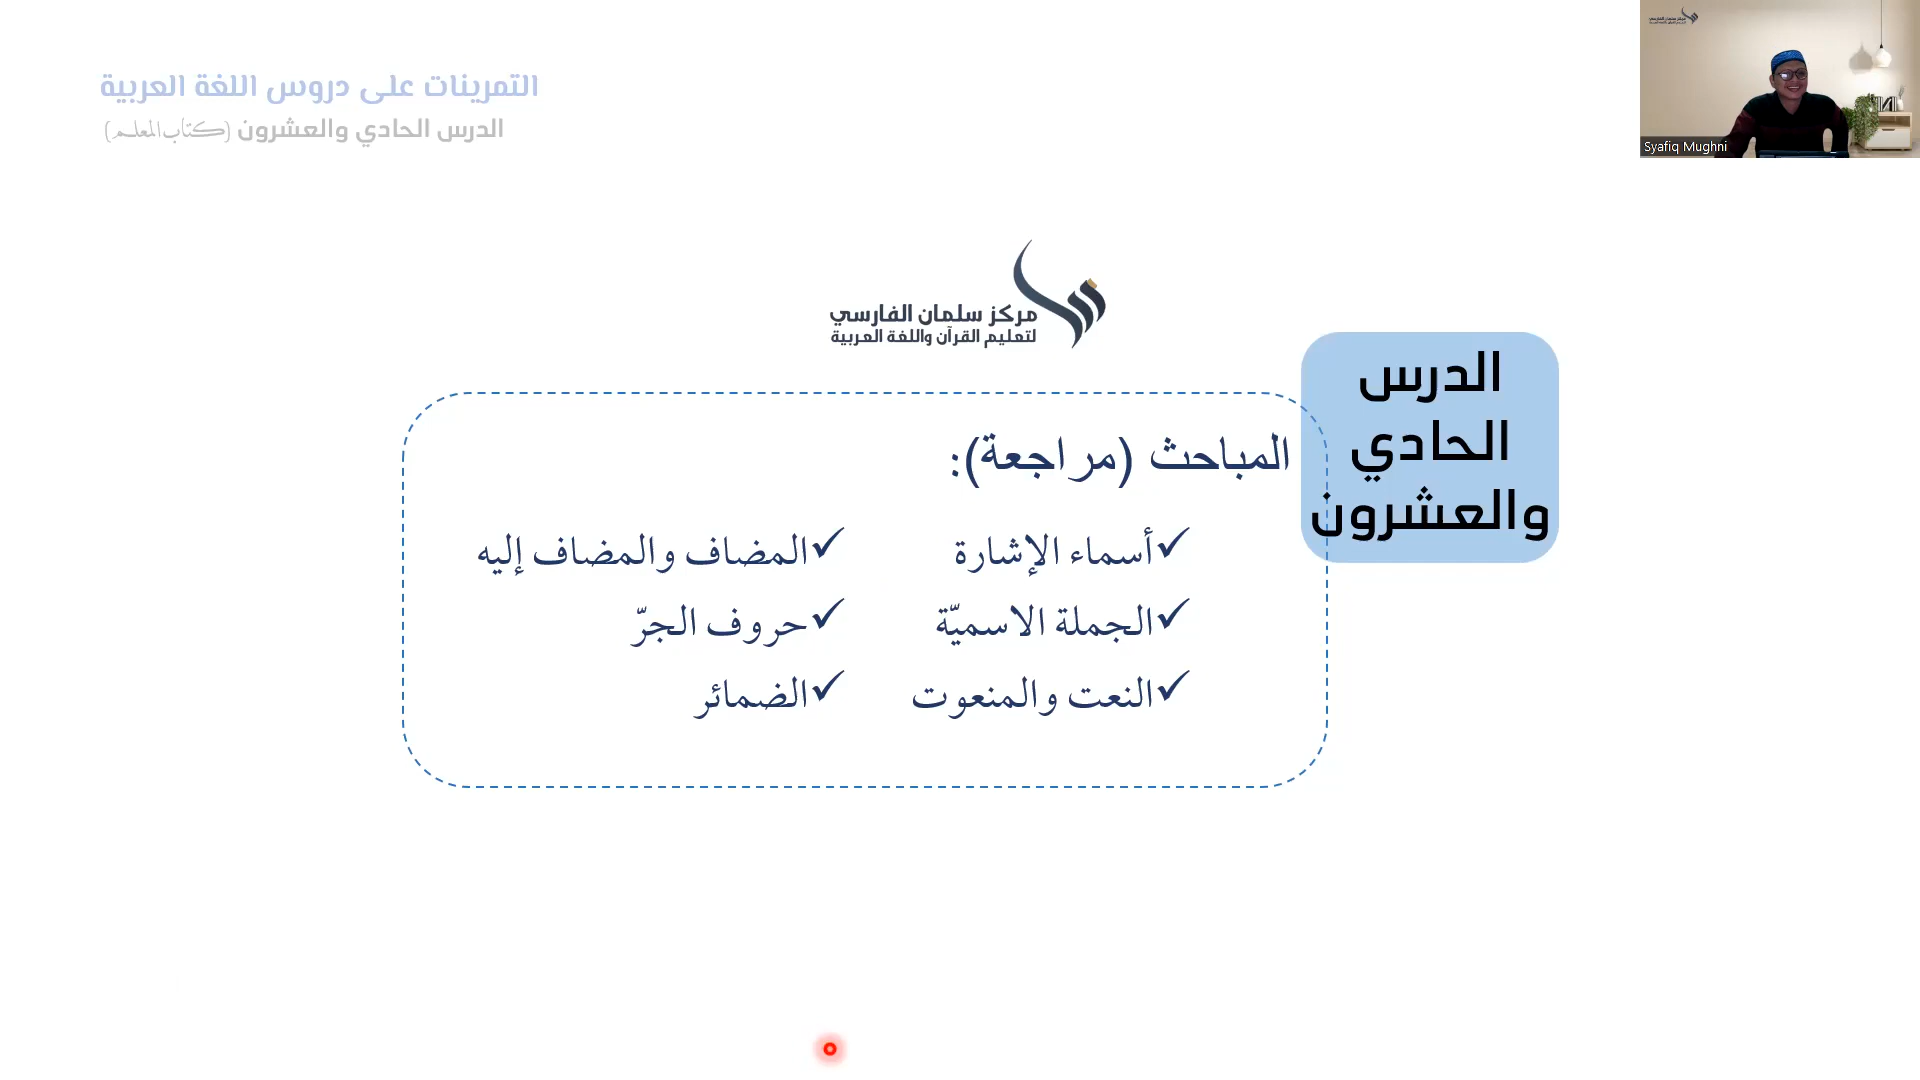 التمرينات على دروس اللغة العربية
الدرس الحادي والعشرون (كتاب المعلم)
Syafiq Mughni
مركز سلمان الفارسي
لتعليم القرآن واللغة العربية
الدرس
الحادي
والعشرون
المباحث (مراجعة):
✓أسماء الإشارة
✓الجملة الاسميّة
✓النعت والمنعوت
✓المضاف والمضاف إليه
✓حروف الجرّ
✓الضمائر